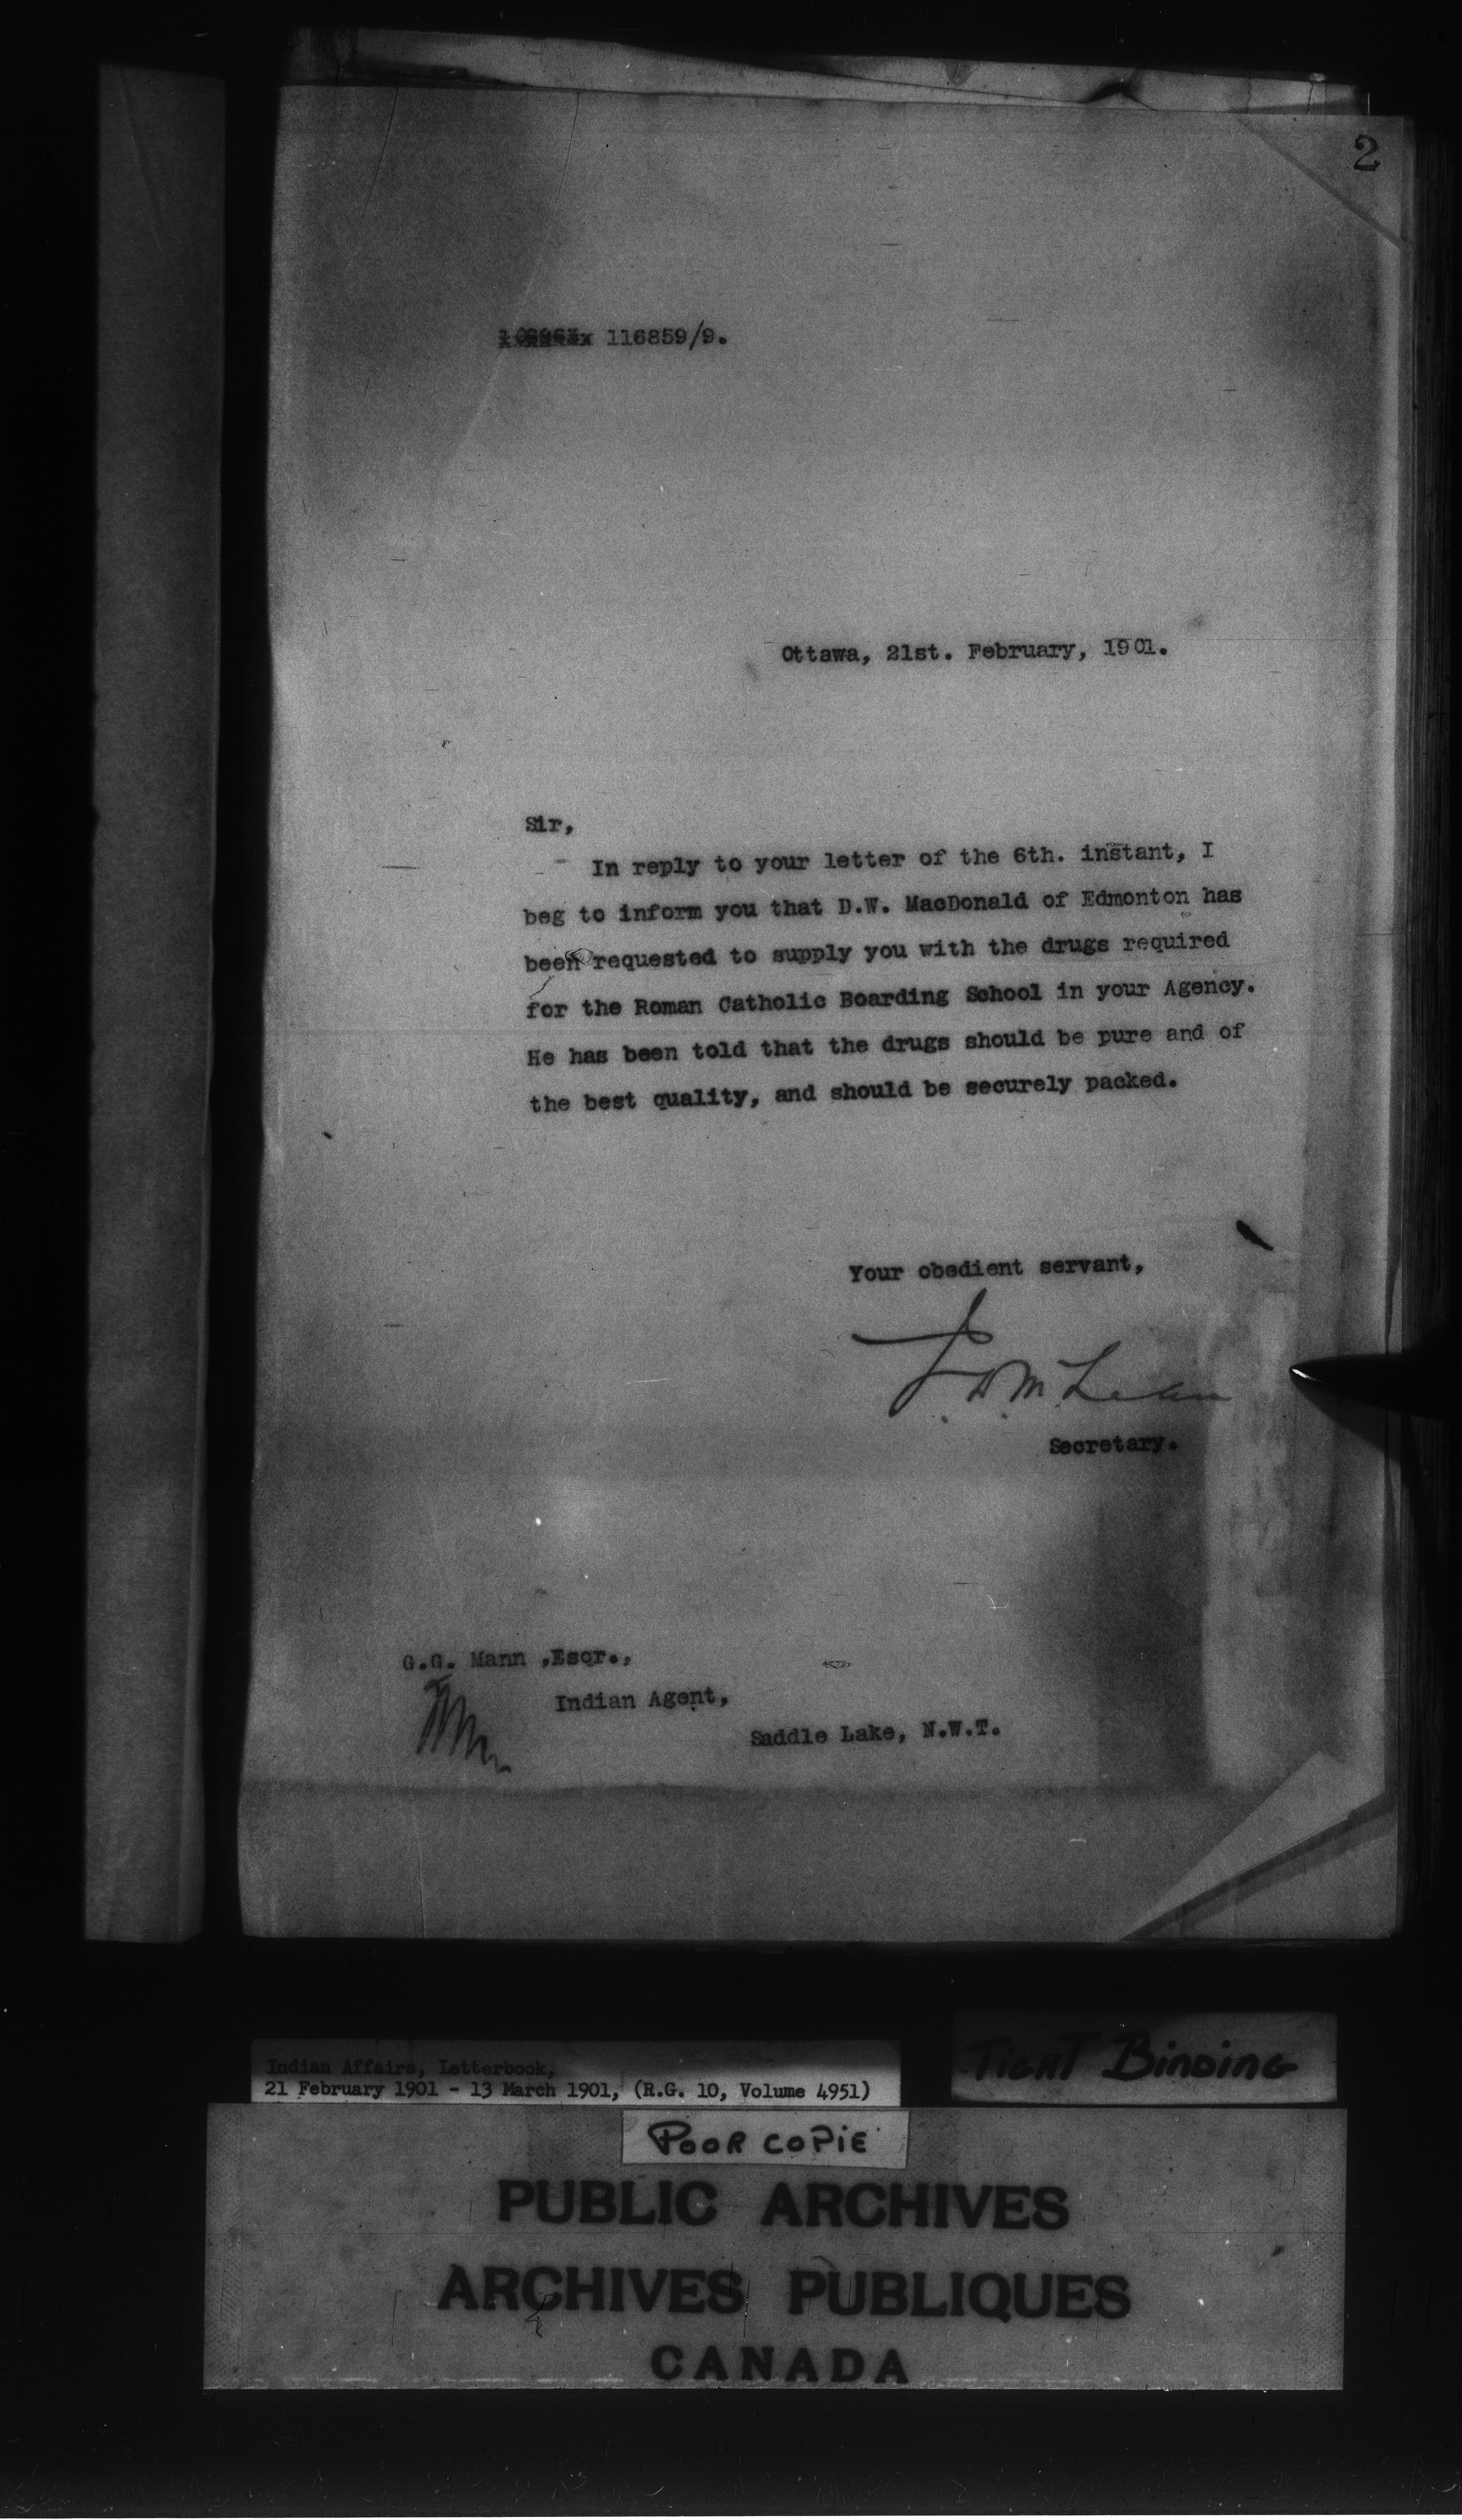 2
116859/9.
Ottawa, 21st. February, 1901.
Sir,
In reply to your letter of the 6th. instant, I
beg to inform you that D.W. MacDonald of Edmonton has
been requested to supply you with the drugs required
for the Roman Catholic Boarding School in your Agency.
He has been told that the drugs should be pure and of
the best quality, and should be securely packed.
Your obedient servant,
J.D. McLean
Secretary.
G.G. Mann ,Esqr.,
Indian Agent,
Saddle Lake, N.W.T.
Indian Affairs, Letterbook,
21 February 1901 - 13 March 1901, (R.G. 10, Volume 4951)
TIGHT BINDING
POOR COPIE
PUBLIC ARCHIVES
ARCHIVES PUBLIQUES
CANADA